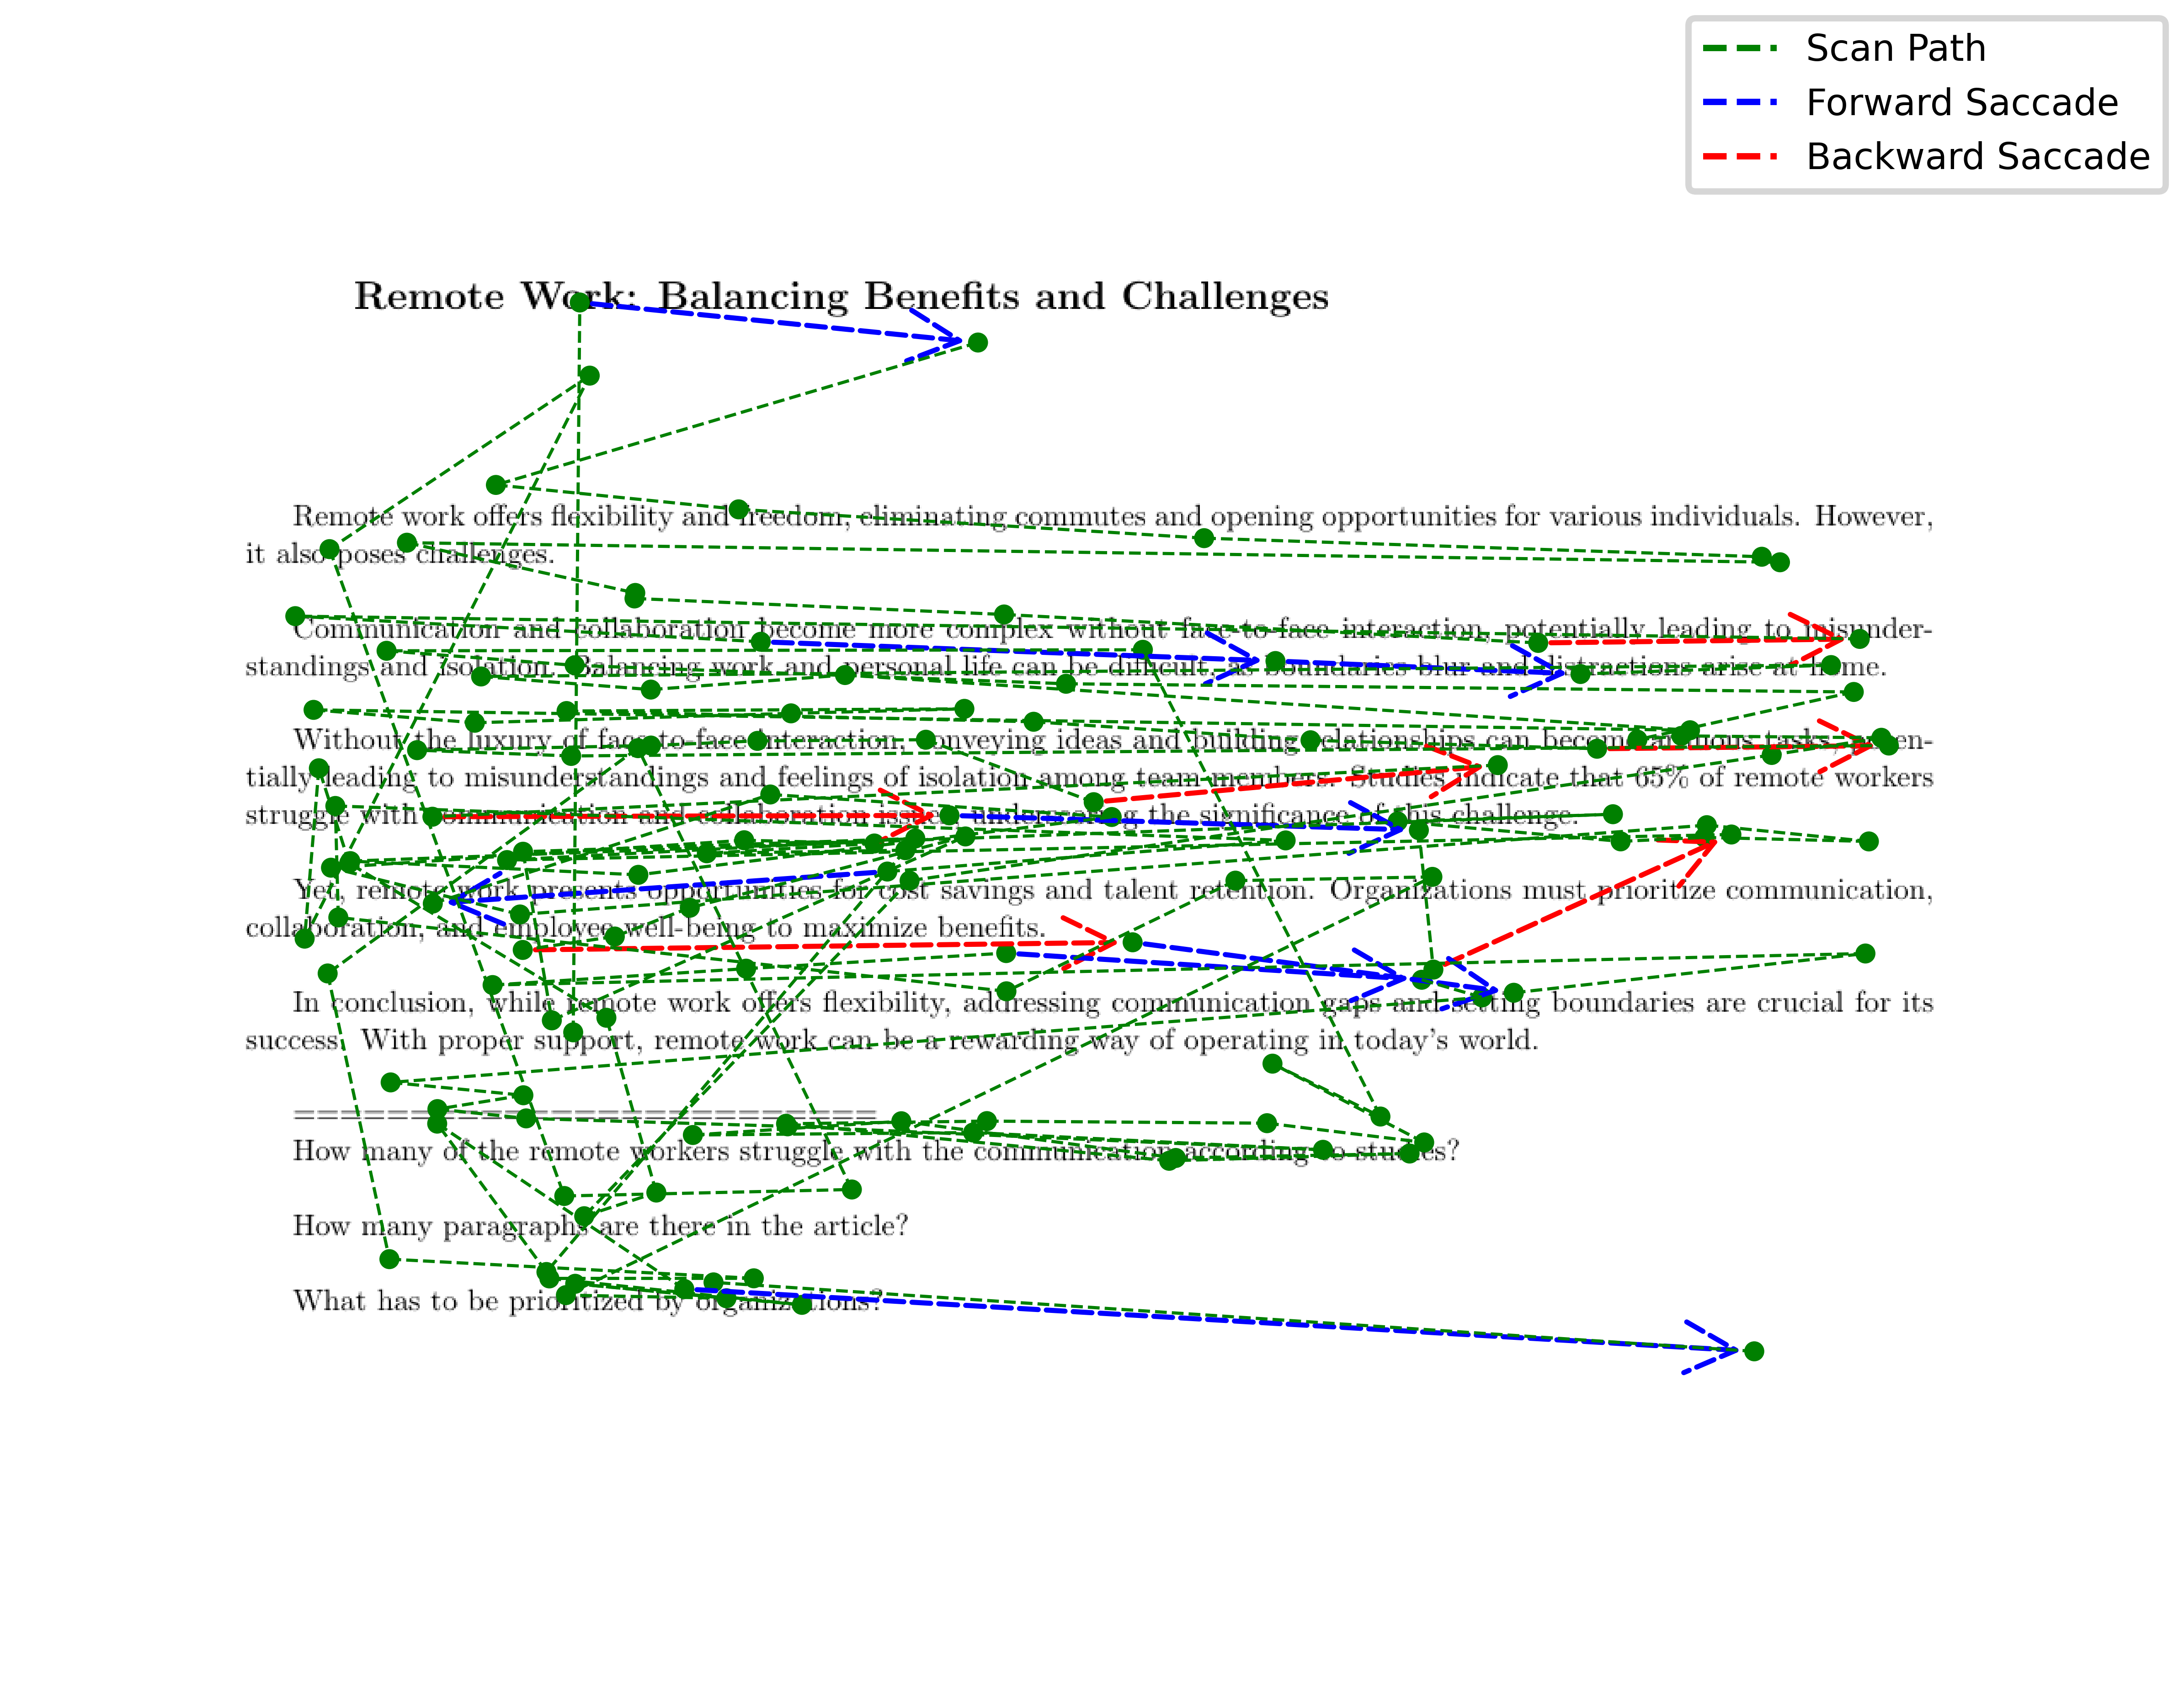 Scan Path
Forward Saccade
Backward Saccade
Remote Work: Balancing Benefits and Challenges
Remote work offers flexibility and freedom, eliminating commutes and opening opportunities for various individuals. However,
it also poses challenges.
Communication and collaboration become more complex without face-to-face interaction, potentially leading to misunder-
standings and isolation. Balancing work and personal life can be difficult, as boundaries blur and distractions arise at home.
Without the luxury of face-to-face interaction, conveying ideas and building relationships can become arduous tasks, poten-
tially leading to misunderstandings and feelings of isolation among team members. Studies indicate that 65% of remote workers
struggle with communication and collaboration issues, underscoring the significance of this challenge.
Yet, remote work presents opportunities for cost savings and talent retention. Organizations must prioritize communication,
collaboration, and employee well-being to maximize benefits.
In conclusion, while remote work offers flexibility, addressing communication gaps and setting boundaries are crucial for its
success. With proper support, remote work can be a rewarding way of operating in today's world.
=========================
How many of the remote workers struggle with the communication according to studies?
How many paragraphs are there in the article?
What has to be prioritized by organizations?